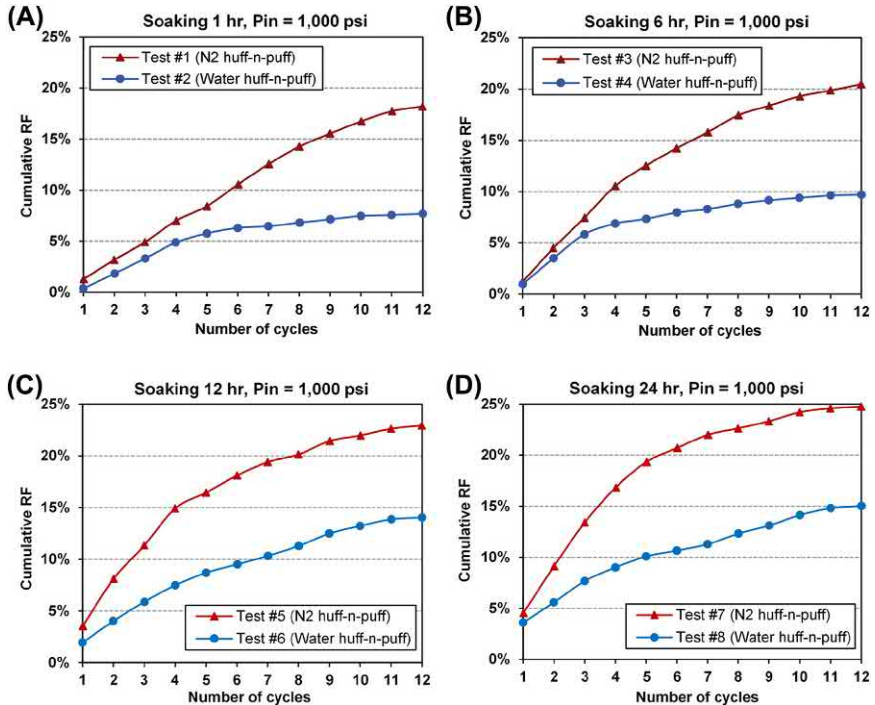 (A)
Soaking 1 hr, Pin = 1,000 psi
Cumulative RF
25%
20%
15%
10%
5%
0%
Test #1 (N2 huff-n-puff)
Test #2 (Water huff-n-puff)
1 2 3 4 5 6 7 8 9 10 11 12
Number of cycles
(B)
Soaking 6 hr, Pin = 1,000 psi
Cumulative RF
25%
20%
15%
10%
5%
0%
Test #3 (N2 huff-n-puff)
Test #4 (Water huff-n-puff)
1 2 3 4 5 6 7 8 9 10 11 12
Number of cycles
(C)
Soaking 12 hr, Pin = 1,000 psi
Cumulative RF
25%
20%
15%
10%
5%
0%
Test #5 (N2 huff-n-puff)
Test #6 (Water huff-n-puff)
1 2 3 4 5 6 7 8 9 10 11 12
Number of cycles
(D)
Soaking 24 hr, Pin = 1,000 psi
Cumulative RF
25%
20%
15%
10%
5%
0%
Test #7 (N2 huff-n-puff)
Test #8 (Water huff-n-puff)
1 2 3 4 5 6 7 8 9 10 11 12
Number of cycles